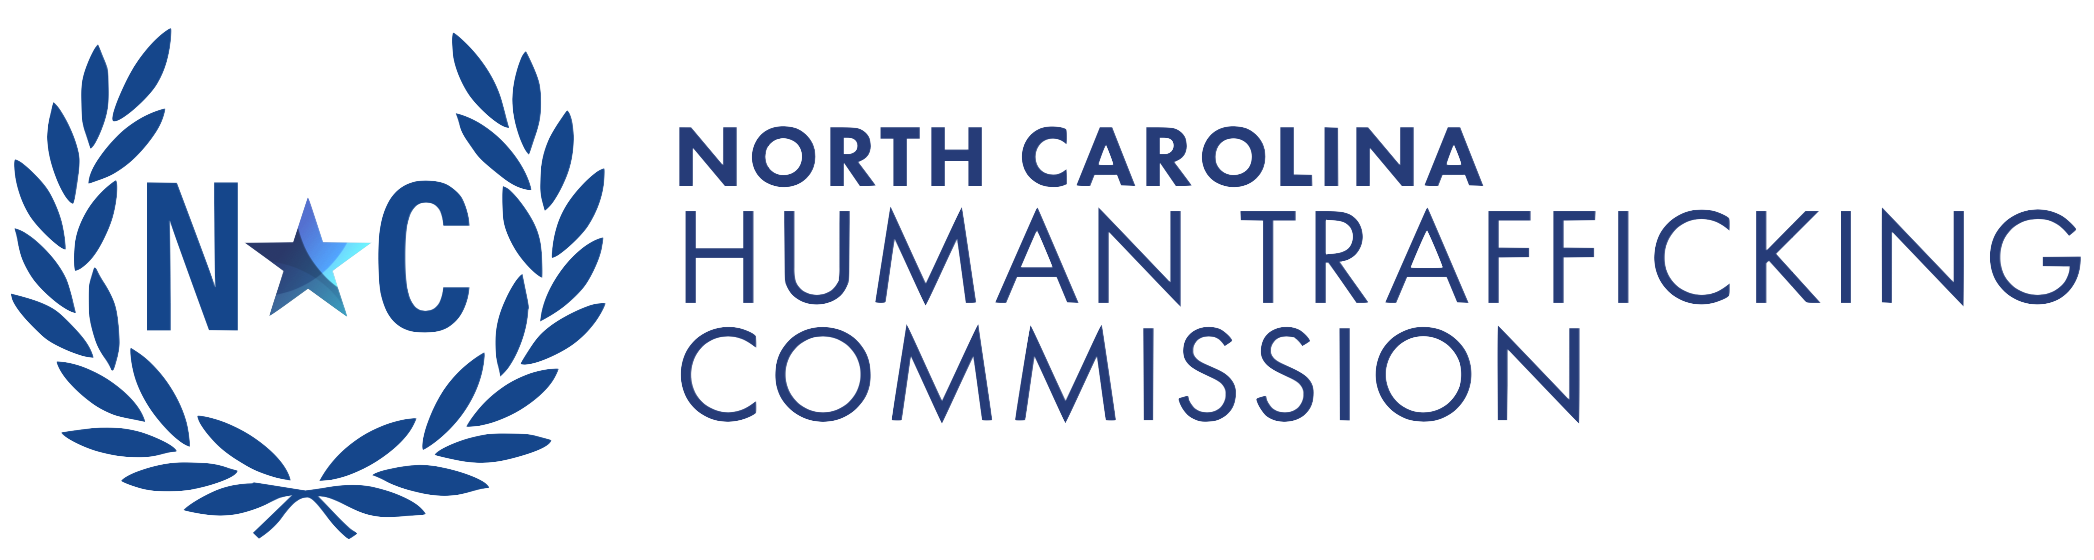 N★C
NORTH CAROLINA
HUMAN TRAFFICKING
COMMISSION